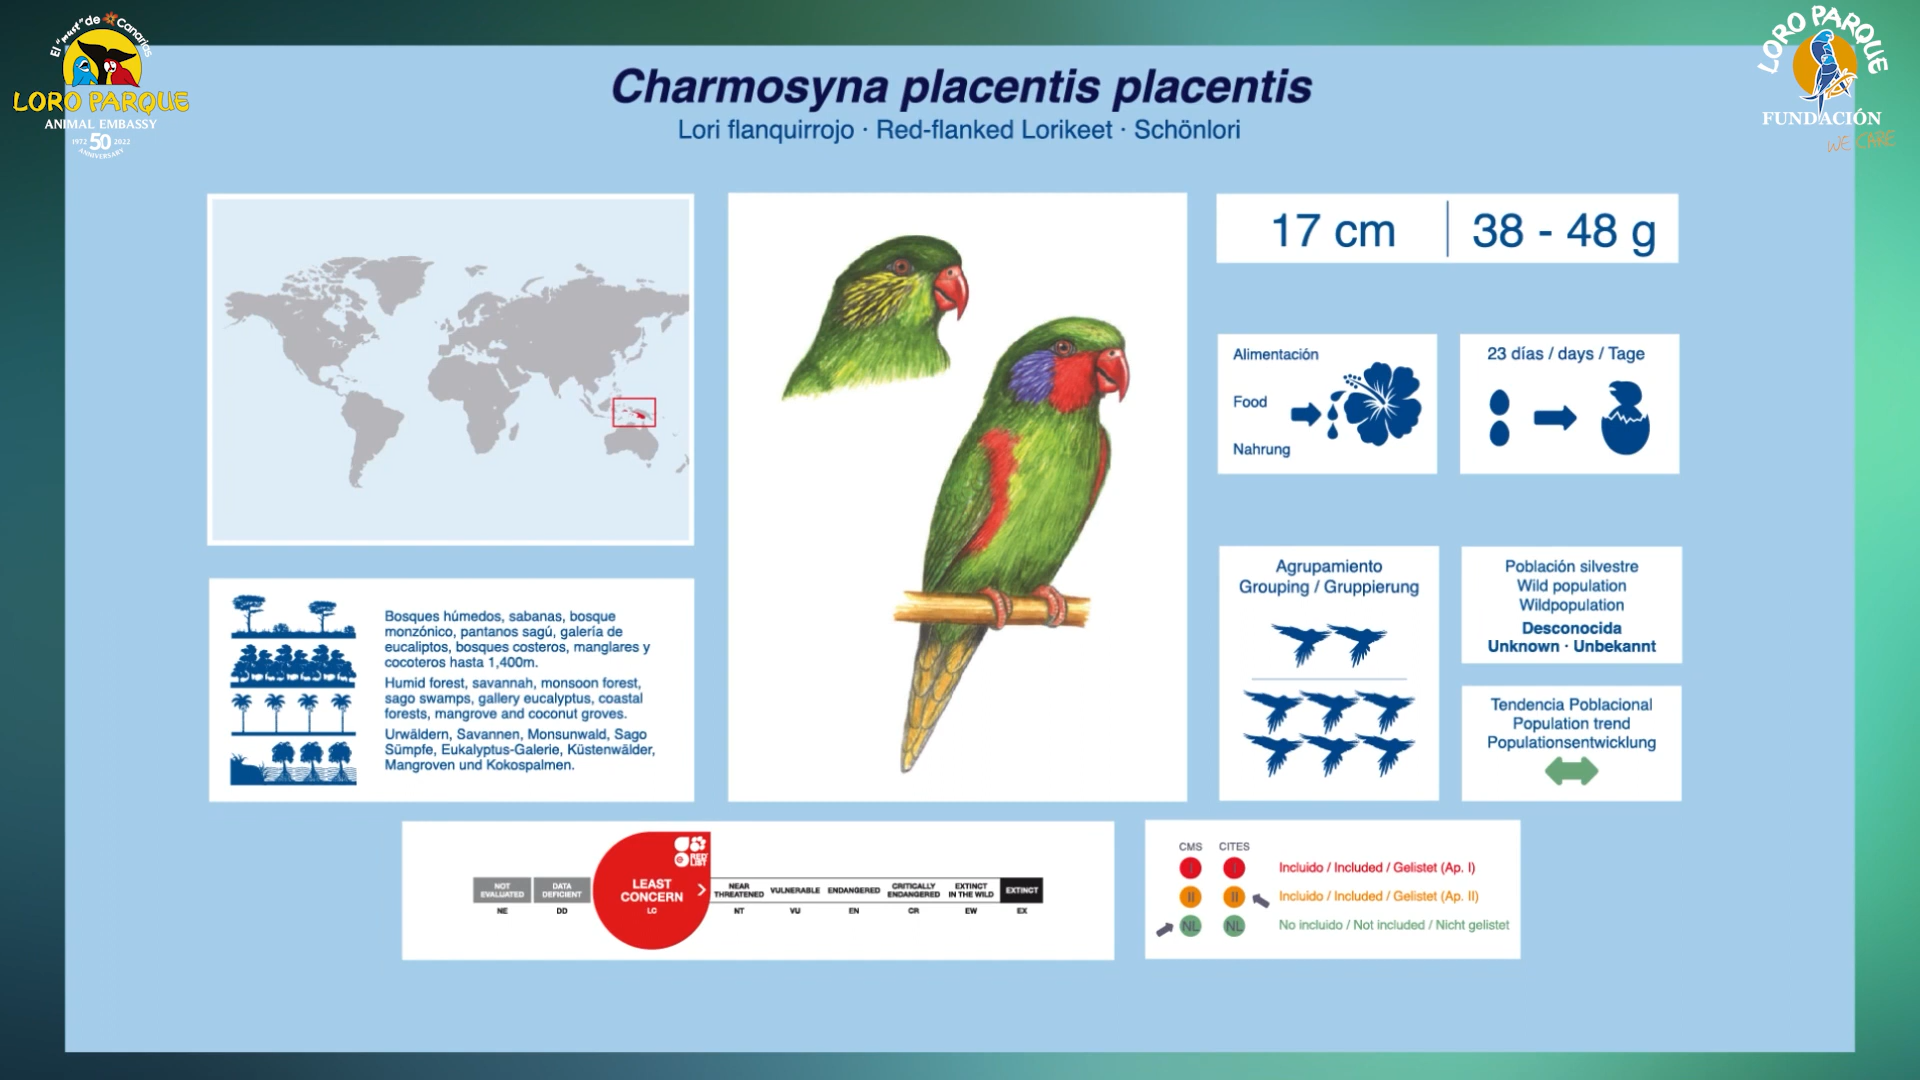 El "must" de Canarias
LORO PARQUE
ANIMAL EMBASSY
1972 50 2022
ANNIVERSARY
LORO PARQUE
FUNDACIÓN
WE CARE
Charmosyna placentis placentis
Lori flanquirrojo · Red-flanked Lorikeet · Schönlori
17 cm
38 - 48 g
Alimentación
Food
Nahrung
23 días / days / Tage
Bosques húmedos, sabanas, bosque
monzónico, pantanos sagú, galería de
eucaliptos, bosques costeros, manglares y
cocoteros hasta 1,400m.
Humid forest, savannah, monsoon forest,
sago swamps, gallery eucalyptus, coastal
forests, mangrove and coconut groves.
Urwäldern, Savannen, Monsunwald, Sago
Sümpfe, Eukalyptus-Galerie, Küstenwälder,
Mangroven und Kokospalmen.
Agrupamiento
Grouping / Gruppierung
Población silvestre
Wild population
Wildpopulation
Desconocida
Unknown · Unbekannt
Tendencia Poblacional
Population trend
Populationsentwicklung
RED
LIST
NOT
EVALUATED
NE
DATA
DEFICIENT
DD
LEAST
CONCERN
LC
NEAR
THREATENED
NT
VULNERABLE
VU
ENDANGERED
EN
CRITICALLY
ENDANGERED
CR
EXTINCT
IN THE WILD
EW
EXTINCT
EX
CMS CITES
I I Incluido / Included / Gelistet (Ap. I)
II II Incluido / Included / Gelistet (Ap. II)
NL NL No incluido / Not included / Nicht gelistet